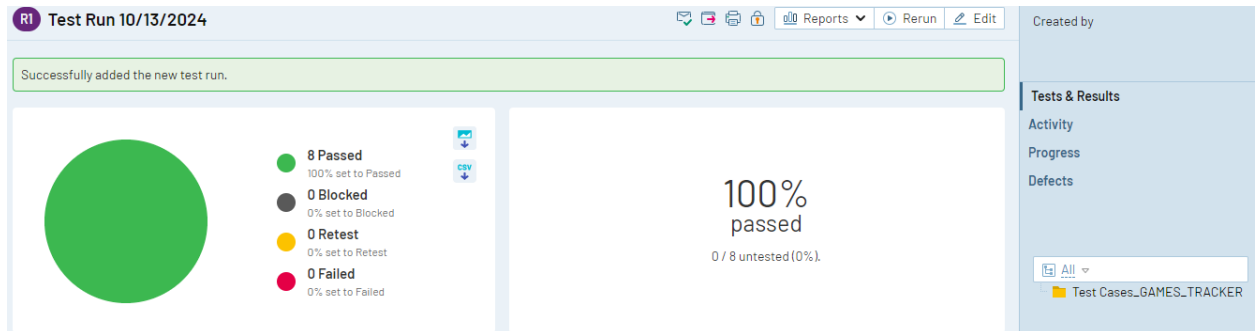 R1 Test Run 10/13/2024
Reports Rerun Edit
Successfully added the new test run.
8 Passed
100% set to Passed
0 Blocked
0% set to Blocked
0 Retest
0% set to Retest
0 Failed
0% set to Failed
CSV
100%
passed
0 / 8 untested (0%).
Created by
Tests & Results
Activity
Progress
Defects
All
Test Cases_GAMES_TRACKER